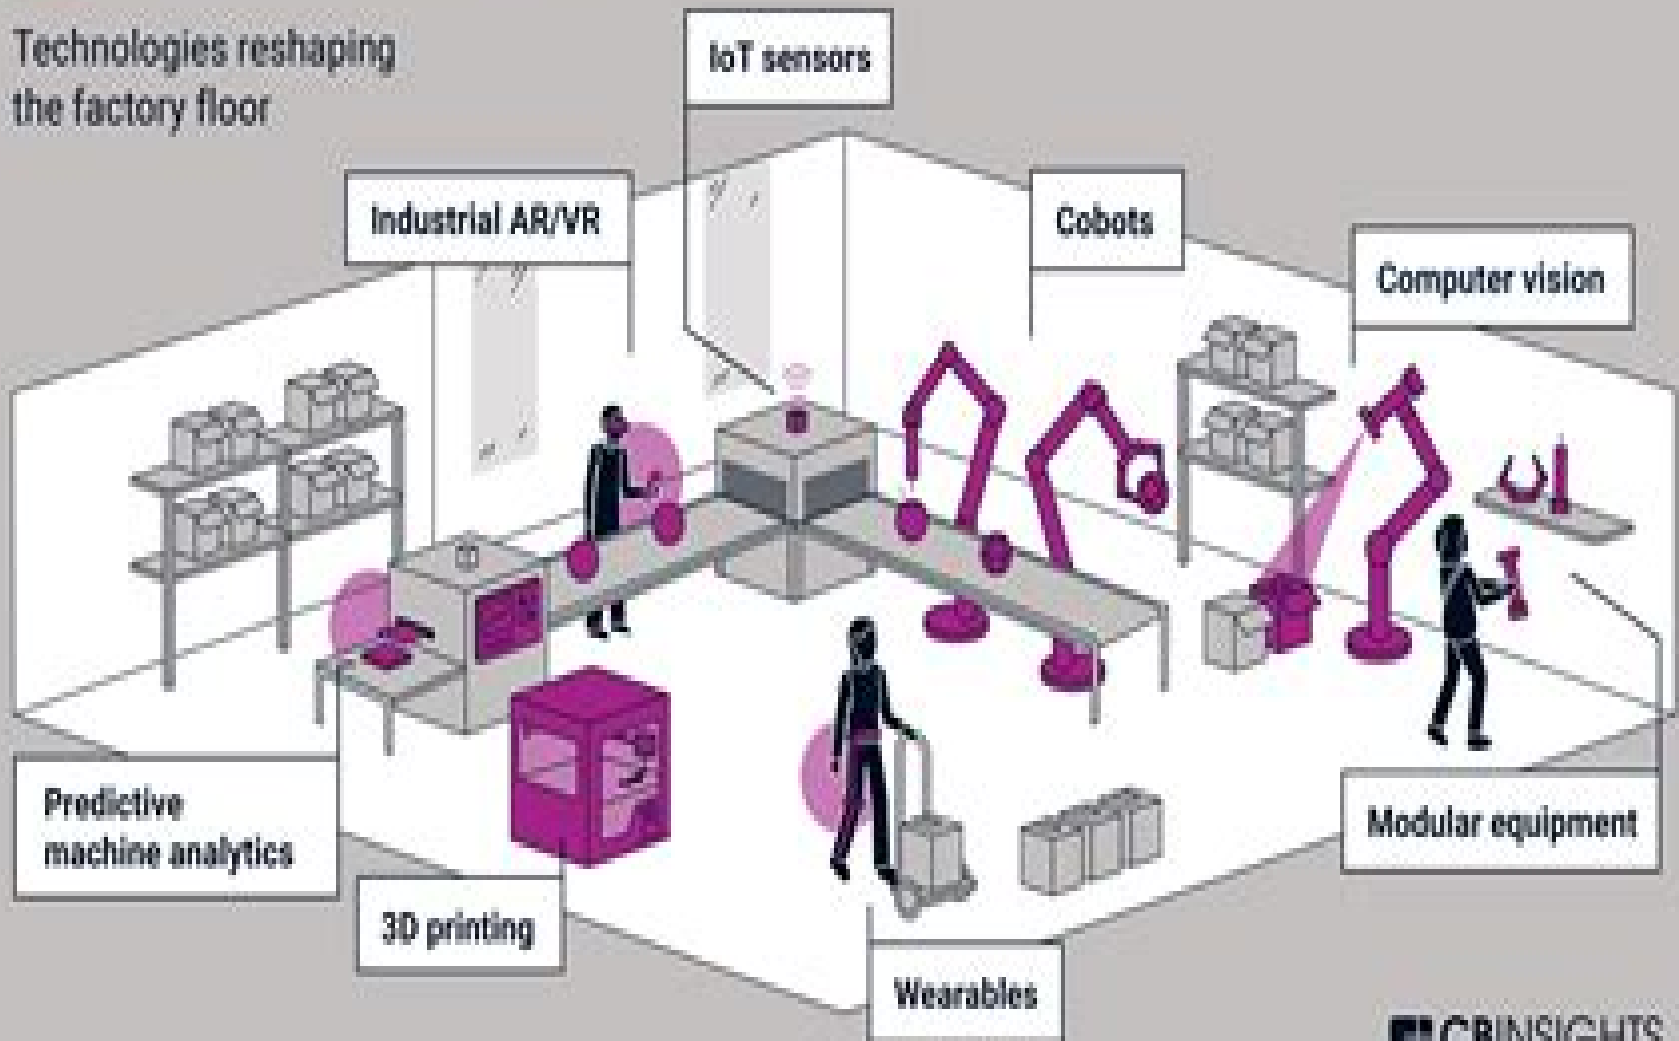 Technologies reshaping
the factory floor
IoT sensors
Industrial AR/VR
Cobots
Computer vision
Predictive
machine analytics
3D printing
Wearables
Modular equipment
CBINSIGHTS